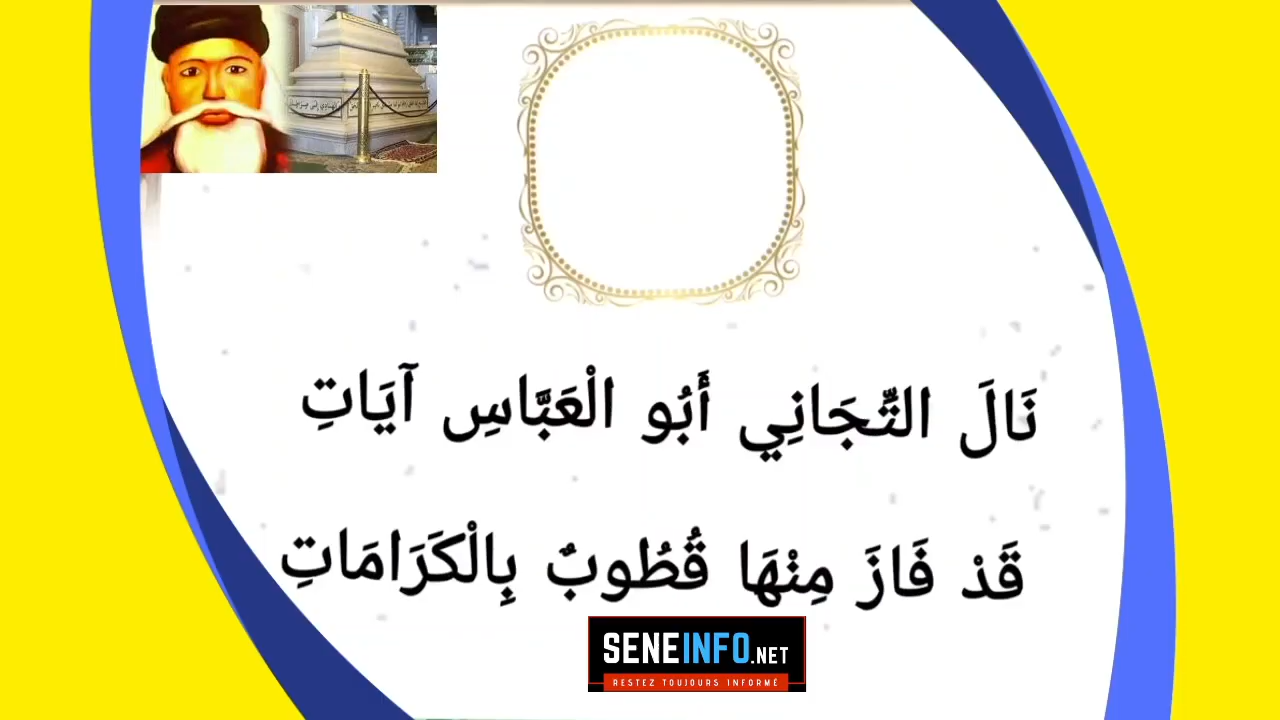 نَالَ التِّجَانِي أَبُو الْعَبَّاسِ آيَاتِ
قَدْ فَازَ مِنْهَا قُطُوبٌ بِالْكَرَامَاتِ
SENEINFO.NET
RESTEZ TOUJOURS INFORMÉ